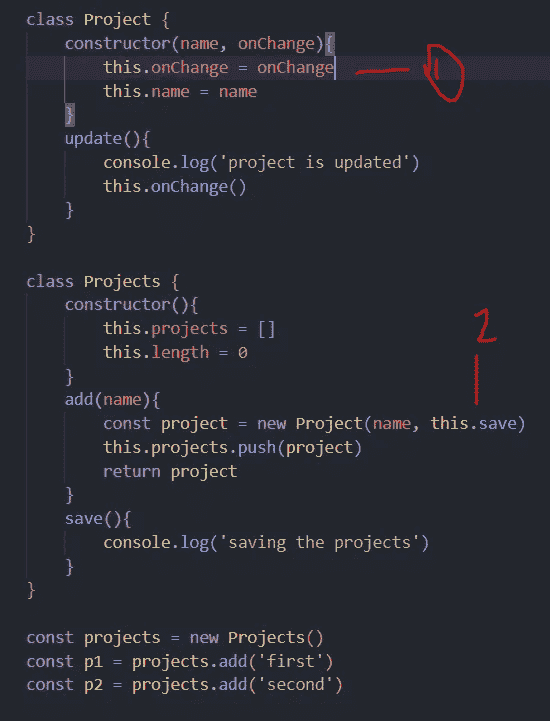 class Project {
constructor(name, onChange){
this.onChange = onChange
1
this.name = name
}
update(){
console.log('project is updated')
this.onChange()
}
}
class Projects {
constructor(){
this.projects = []
this.length = 0
}
2
add(name){
const project = new Project(name, this.save)
this.projects.push(project)
return project
}
save(){
console.log('saving the projects')
}
}
const projects = new Projects()
const p1 = projects.add('first')
const p2 = projects.add('second')